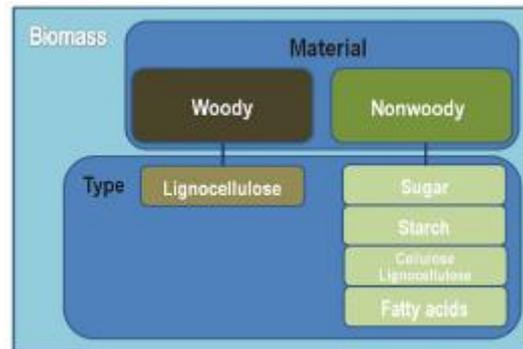 Biomass
Material
Woody
Nonwoody
Type
Lignocellulose
Sugar
Starch
Cellulose
Lignocellulose
Fatty acids